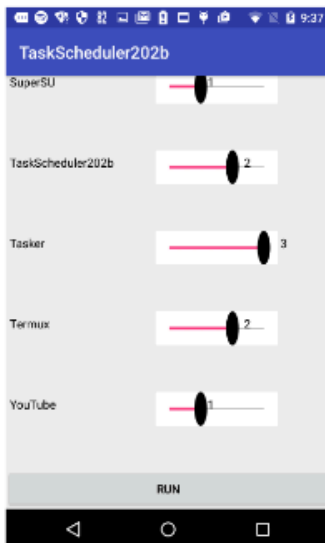 9:37
TaskScheduler202b
SuperSU 1
TaskScheduler202b 2
Tasker 3
Termux 2
YouTube 1
RUN